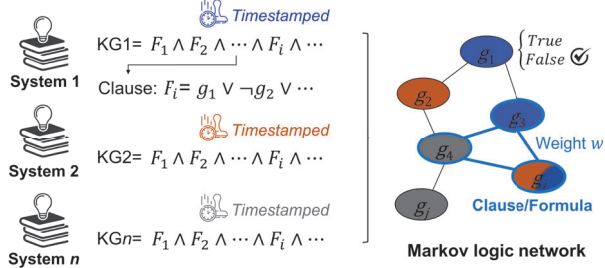 Timestamped
System 1
KG1= F₁ ∧ F₂ ∧ ⋯ ∧ Fᵢ ∧ ⋯
Clause: Fᵢ= g₁ ∨ ¬g₂ ∨ ⋯
Timestamped
System 2
KG2= F₁ ∧ F₂ ∧ ⋯ ∧ Fᵢ ∧ ⋯
Timestamped
System n
KGn= F₁ ∧ F₂ ∧ ⋯ ∧ Fᵢ ∧ ⋯
g₁
True
False
g₂
g₃
g₄
Weight w
gⱼ
Clause/Formula
Markov logic network